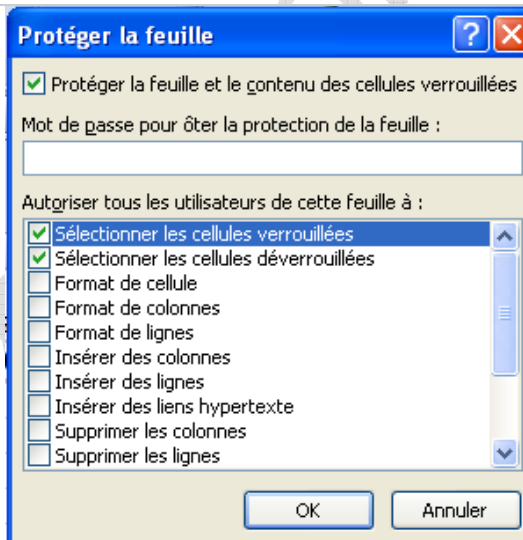 Protéger la feuille
Protéger la feuille et le contenu des cellules verrouillées
Mot de passe pour ôter la protection de la feuille :
Autoriser tous les utilisateurs de cette feuille à :
Sélectionner les cellules verrouillées
Sélectionner les cellules déverrouillées
Format de cellule
Format de colonnes
Format de lignes
Insérer des colonnes
Insérer des lignes
Insérer des liens hypertexte
Supprimer les colonnes
Supprimer les lignes
OK Annuler